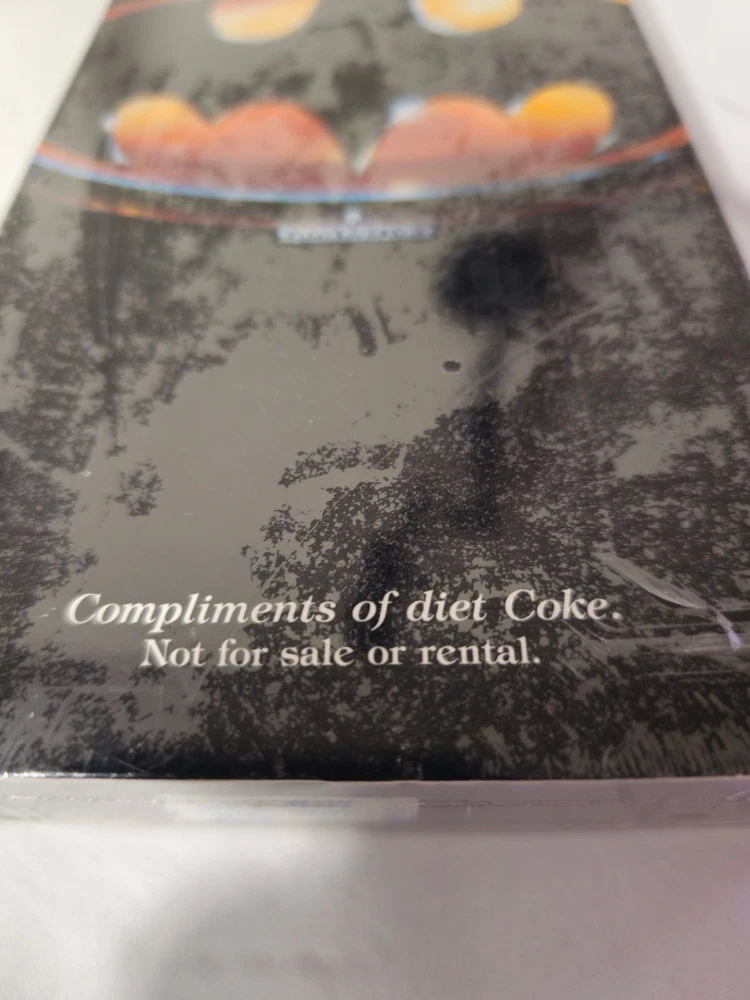 Compliments of diet Coke.
Not for sale or rental.